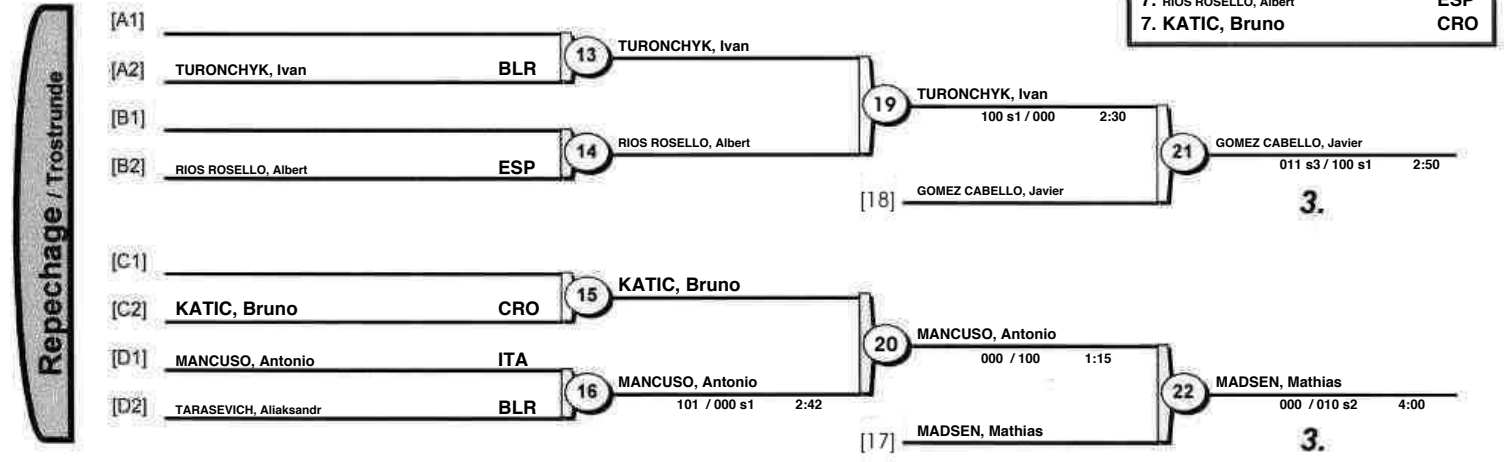 7. RIOS ROSELLO, Albert ESP
7. KATIC, Bruno CRO
Repechage / Trostrunde
[A1]
13 TURONCHYK, Ivan
[A2] TURONCHYK, Ivan BLR
19 TURONCHYK, Ivan
100 s1 / 000 2:30
[B1]
14 RIOS ROSELLO, Albert
[B2] RIOS ROSELLO, Albert ESP
21 GOMEZ CABELLO, Javier
011 s3 / 100 s1 2:50
[18] GOMEZ CABELLO, Javier
3.
[C1]
15 KATIC, Bruno
[C2] KATIC, Bruno CRO
20 MANCUSO, Antonio
000 / 100 1:15
[D1] MANCUSO, Antonio ITA
16 MANCUSO, Antonio
101 / 000 s1 2:42
[D2] TARASEVICH, Aliaksandr BLR
22 MADSEN, Mathias
000 / 010 s2 4:00
[17] MADSEN, Mathias
3.